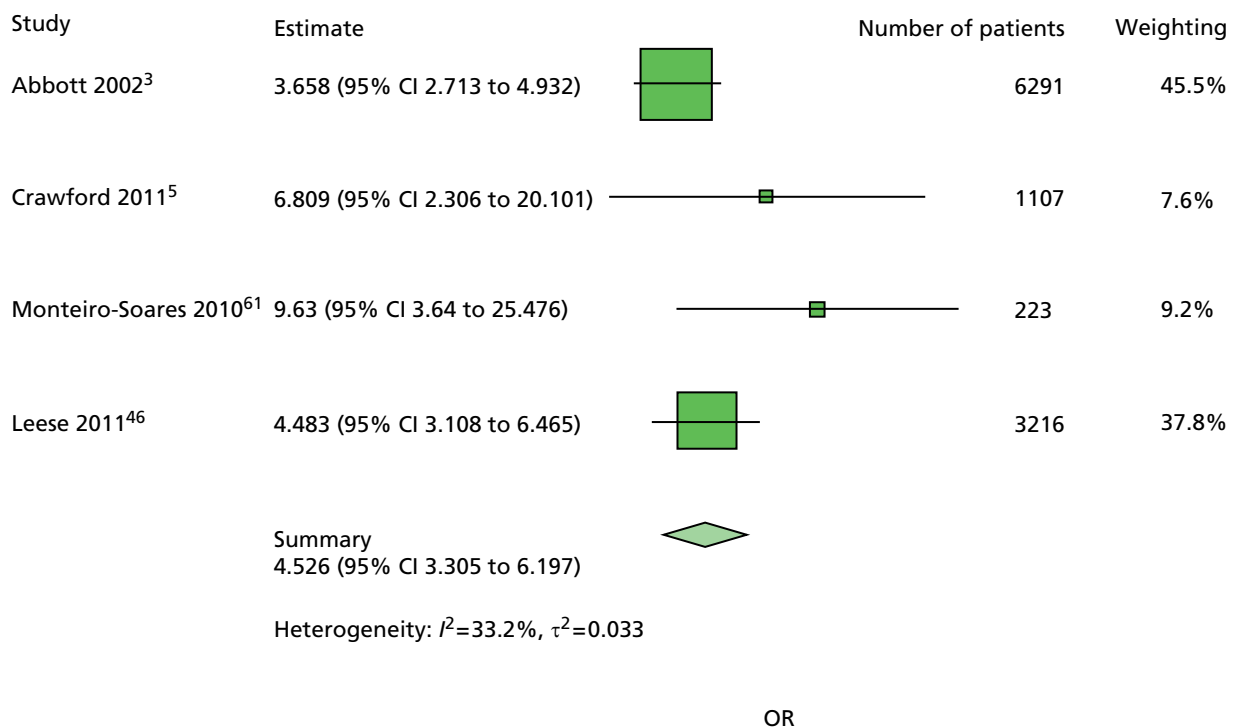 Study Estimate Number of patients Weighting
Abbott 2002³ 3.658 (95% CI 2.713 to 4.932) 6291 45.5%
Crawford 2011⁵ 6.809 (95% CI 2.306 to 20.101) 1107 7.6%
Monteiro-Soares 2010⁶¹ 9.63 (95% CI 3.64 to 25.476) 223 9.2%
Leese 2011⁴⁶ 4.483 (95% CI 3.108 to 6.465) 3216 37.8%
Summary
4.526 (95% CI 3.305 to 6.197)
Heterogeneity: I²=33.2%, τ²=0.033
OR